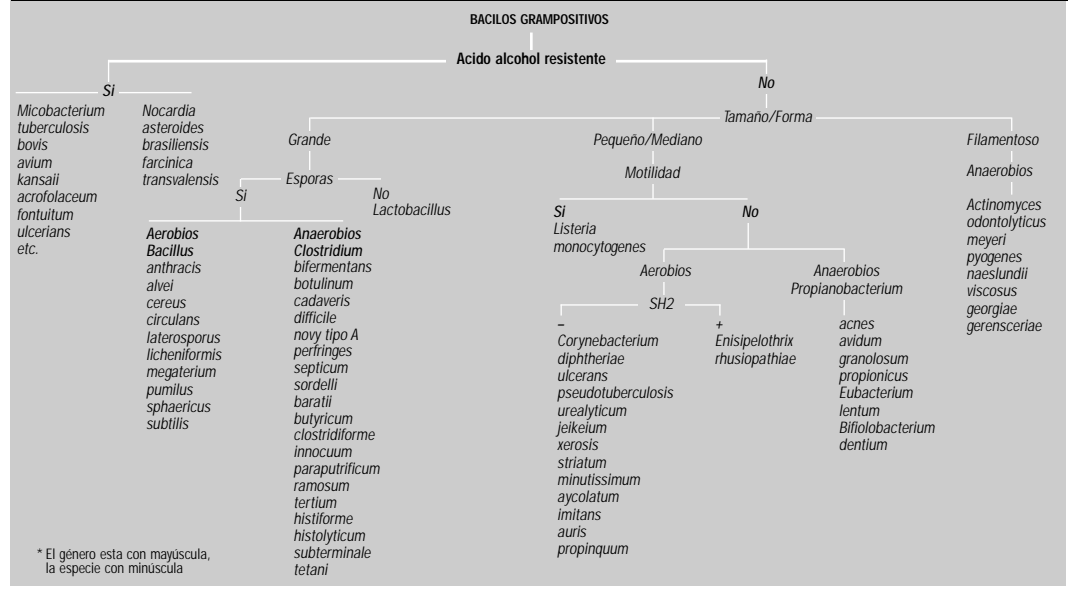 BACILOS GRAMPOSITIVOS
Acido alcohol resistente
Si
No
Micobacterium
tuberculosis
bovis
avium
kansaii
acrofolaceum
fontuitum
ulcerians
etc.
Nocardia
asteroides
brasiliensis
farcinica
transvalensis
Tamaño/Forma
Grande
Pequeño/Mediano
Filamentoso
Esporas
Si
No
Lactobacillus
Aerobios
Bacillus
anthracis
alvei
cereus
circulans
laterosporus
licheniformis
megaterium
pumilus
sphaericus
subtilis
Anaerobios
Clostridium
bifermentans
botulinum
cadaveris
difficile
novy tipo A
perfringes
septicum
sordelli
baratii
butyricum
clostridiforme
innocuum
paraputrificum
ramosum
tertium
histiforme
histolyticum
subterminale
tetani
Motilidad
Si
Listeria
monocytogenes
No
Aerobios
SH2
–
Corynebacterium
diphtheriae
ulcerans
pseudotuberculosis
urealyticum
jeikeium
xerosis
striatum
minutissimum
aycolatum
imitans
auris
propinquum
+
Enisipelothrix
rhusiopathiae
Anaerobios
Propianobacterium
acnes
avidum
granolosum
propionicus
Eubacterium
lentum
Bifiolobacterium
dentium
Anaerobios
Actinomyces
odontolyticus
meyeri
pyogenes
naeslundii
viscosus
georgiae
gerensceriae
* El género esta con mayúscula,
la especie con minúscula